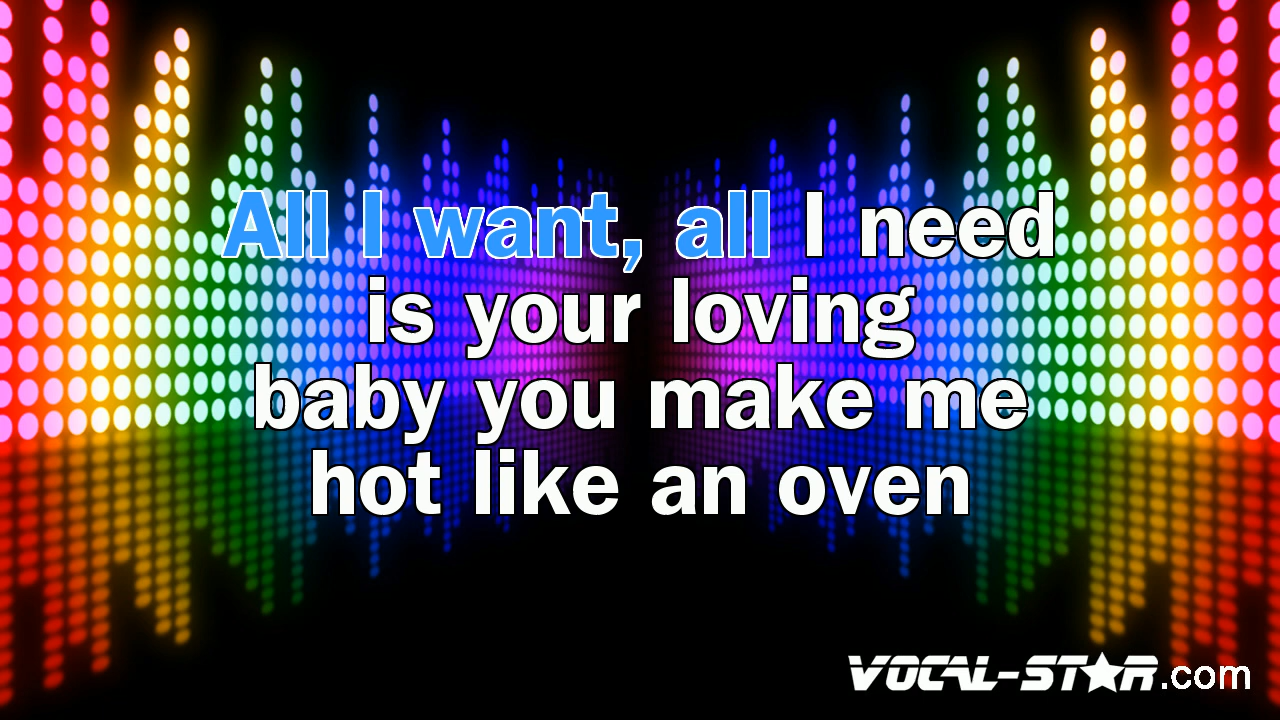 All I want, all I need
is your loving
baby you make me
hot like an oven
VOCAL-STAR.com